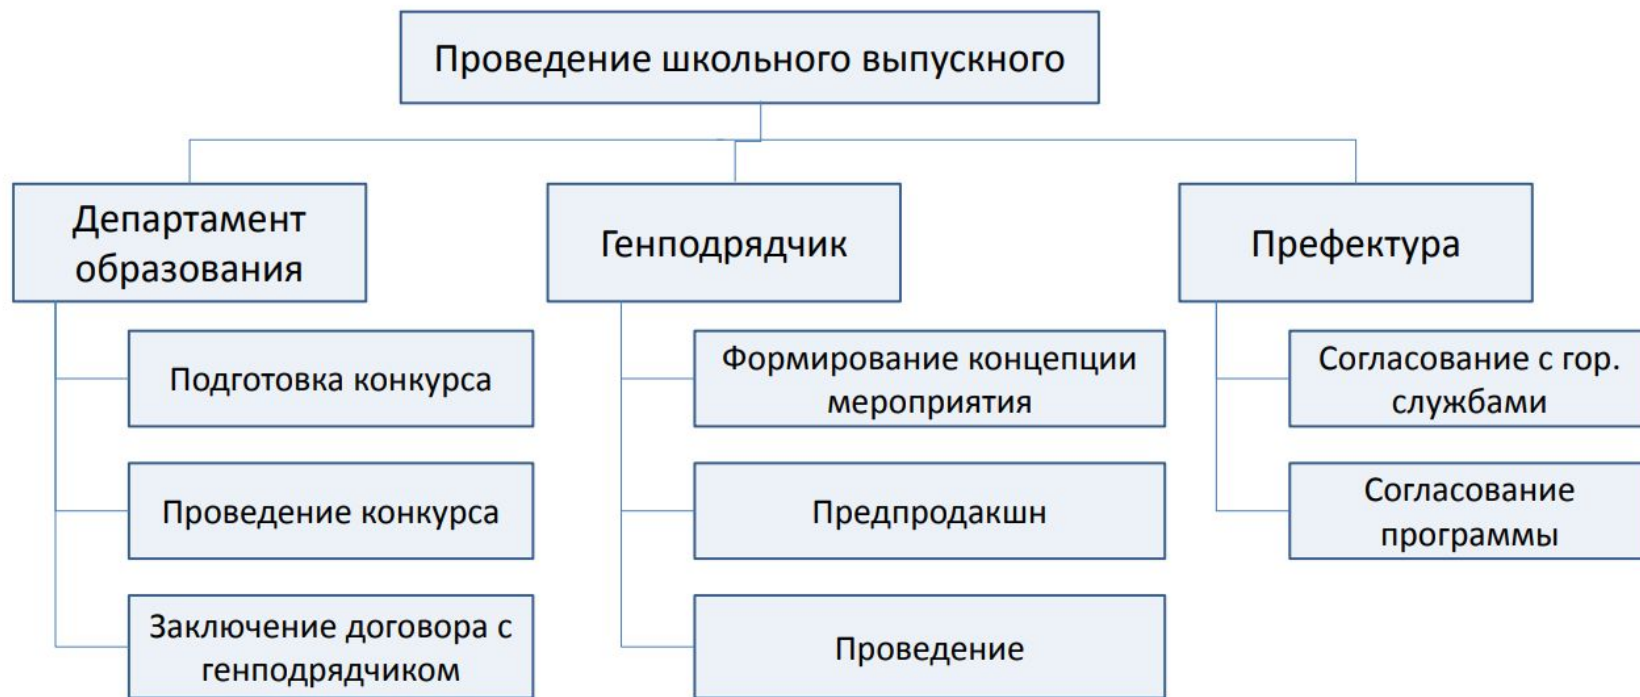 Проведение школьного выпускного
Департамент
образования
Подготовка конкурса
Проведение конкурса
Заключение договора с
генподрядчиком
Генподрядчик
Формирование концепции
мероприятия
Предпродакшн
Проведение
Префектура
Согласование с гор.
службами
Согласование
программы